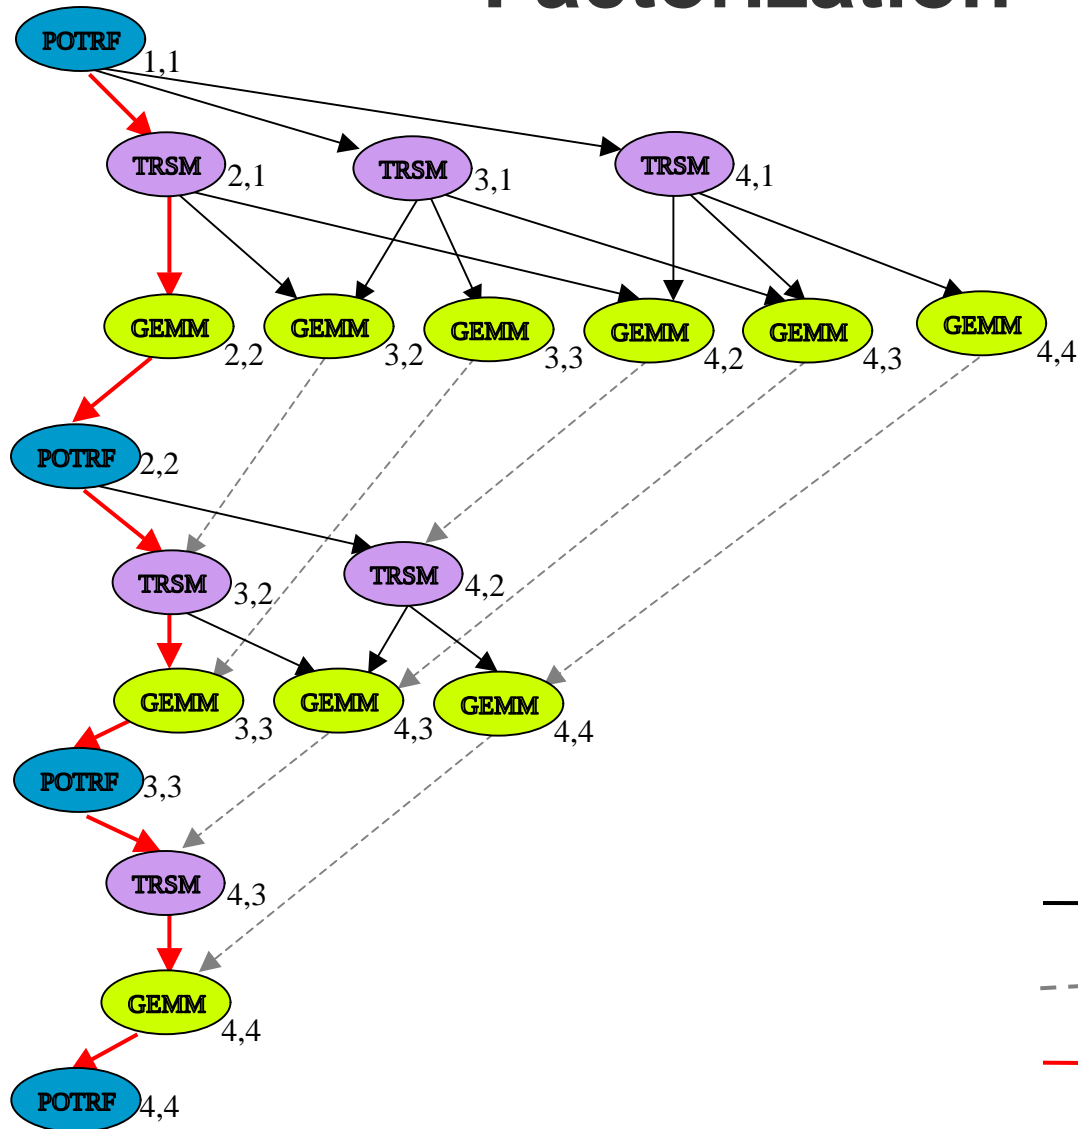 Factorization
POTRF 1,1
TRSM 2,1
TRSM 3,1
TRSM 4,1
GEMM 2,2
GEMM 3,2
GEMM 3,3
GEMM 4,2
GEMM 4,3
GEMM 4,4
POTRF 2,2
TRSM 3,2
TRSM 4,2
GEMM 3,3
GEMM 4,3
GEMM 4,4
POTRF 3,3
TRSM 4,3
GEMM 4,4
POTRF 4,4